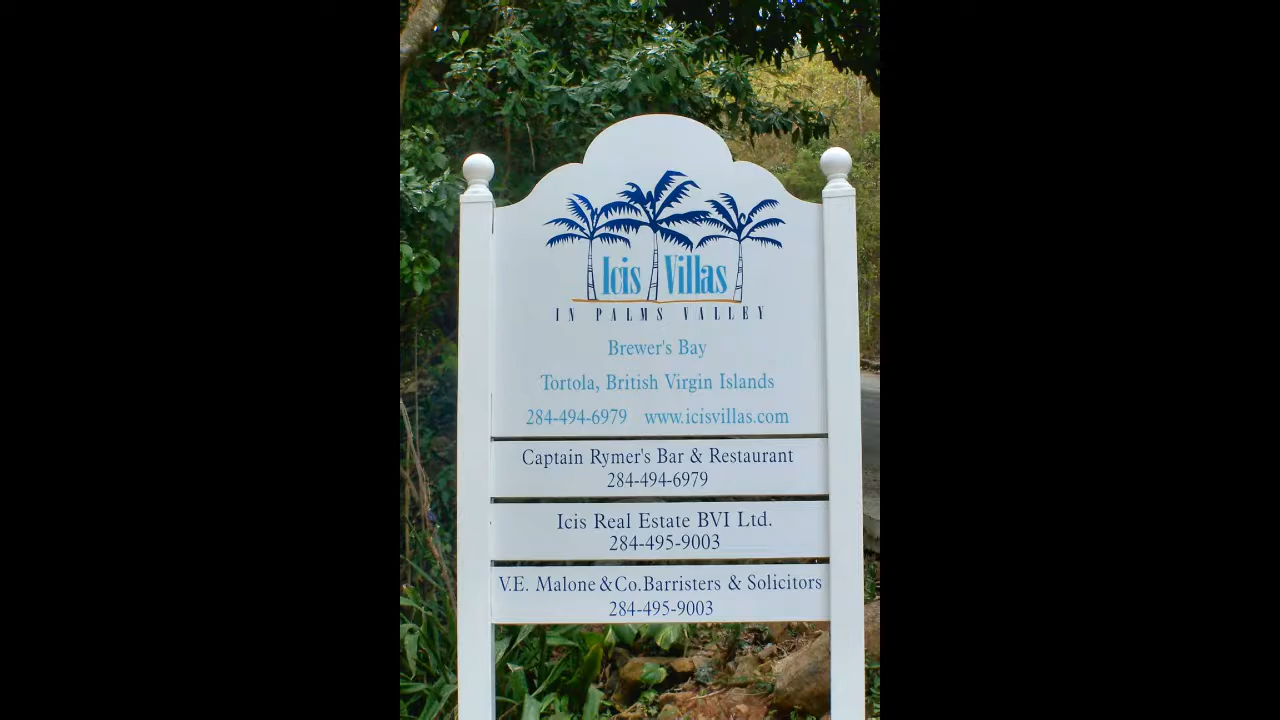 Icis Villas
IN PALMS VALLEY
Brewer's Bay
Tortola, British Virgin Islands
284-494-6979 www.icisvillas.com
Captain Rymer's Bar & Restaurant
284-494-6979
Icis Real Estate BVI Ltd.
284-495-9003
V.E. Malone & Co. Barristers & Solicitors
284-495-9003